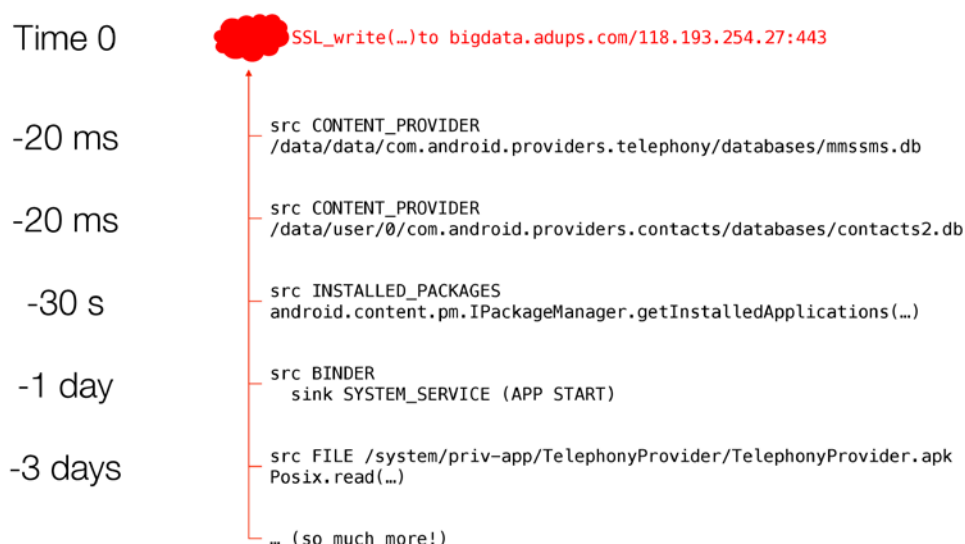 Time 0
SSL_write(…)to bigdata.adups.com/118.193.254.27:443
-20 ms
src CONTENT_PROVIDER
/data/data/com.android.providers.telephony/databases/mmssms.db
-20 ms
src CONTENT_PROVIDER
/data/user/0/com.android.providers.contacts/databases/contacts2.db
-30 s
src INSTALLED_PACKAGES
android.content.pm.IPackageManager.getInstalledApplications(…)
-1 day
src BINDER
sink SYSTEM_SERVICE (APP START)
-3 days
src FILE /system/priv-app/TelephonyProvider/TelephonyProvider.apk
Posix.read(…)
… (so much more!)